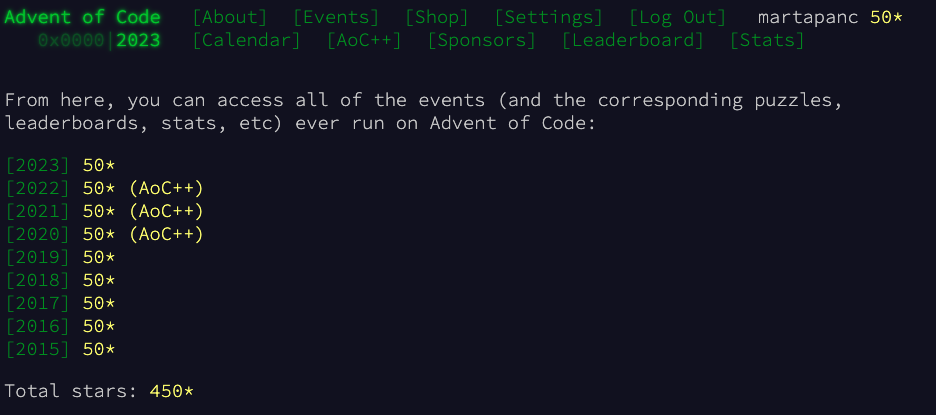 Advent of Code [About] [Events] [Shop] [Settings] [Log Out] martapanc 50*
0x0000|2023 [Calendar] [AoC++] [Sponsors] [Leaderboard] [Stats]
From here, you can access all of the events (and the corresponding puzzles,
leaderboards, stats, etc) ever run on Advent of Code:
[2023] 50*
[2022] 50* (AoC++)
[2021] 50* (AoC++)
[2020] 50* (AoC++)
[2019] 50*
[2018] 50*
[2017] 50*
[2016] 50*
[2015] 50*
Total stars: 450*